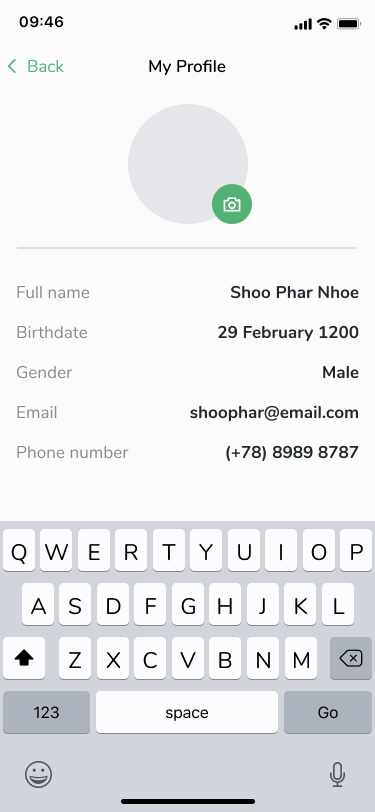 09:46
Back My Profile
Full name Shoo Phar Nhoe
Birthdate 29 February 1200
Gender Male
Email shoophar@email.com
Phone number (+78) 8989 8787
Q W E R T Y U I O P
A S D F G H J K L
Z X C V B N M
123 space Go